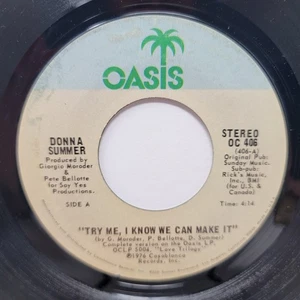 OASIS
DONNA
SUMMER
Produced by
Giorgio Moroder
&
Pete Bellotte
for Say Yes
Productions
SIDE A
STEREO
OC 406
(406-A)
Original Pub:
Sunday Music.
Sub-pub:
Rick's Music,
Inc., BMI
(for U.S. &
Canada)
Time: 4:14
"TRY ME, I KNOW WE CAN MAKE IT"
(by G. Moroder, P. Bellotte, D. Summer)
Complete version on the Oasis LP
OCLP 5004, "Love Trilogy"
℗1976 Casablanca
Records, Inc.